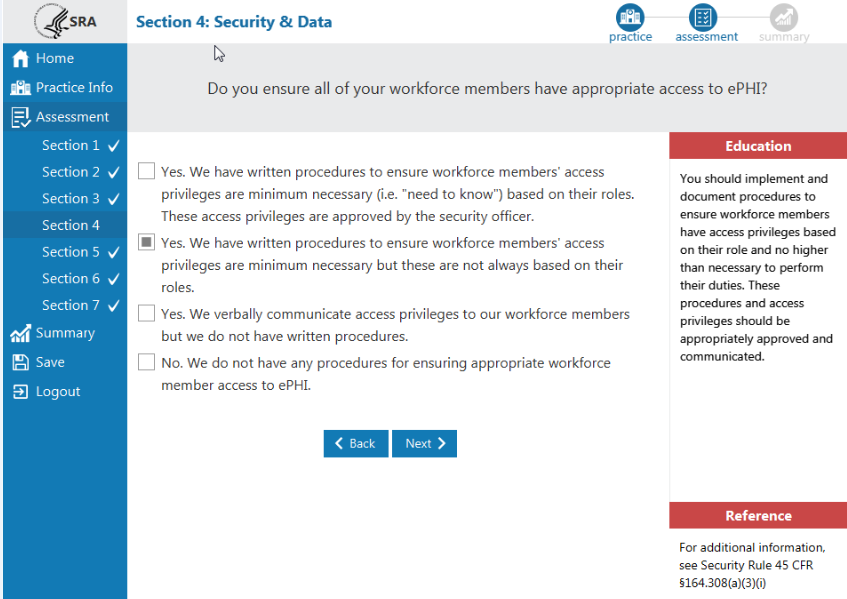 SRA
Section 4: Security & Data
practice
assessment
summary
Home
Practice Info
Assessment
Section 1
Section 2
Section 3
Section 4
Section 5
Section 6
Section 7
Summary
Save
Logout
Do you ensure all of your workforce members have appropriate access to ePHI?
Yes. We have written procedures to ensure workforce members' access
privileges are minimum necessary (i.e. "need to know") based on their roles.
These access privileges are approved by the security officer.
Yes. We have written procedures to ensure workforce members' access
privileges are minimum necessary but these are not always based on their
roles.
Yes. We verbally communicate access privileges to our workforce members
but we do not have written procedures.
No. We do not have any procedures for ensuring appropriate workforce
member access to ePHI.
Back
Next
Education
You should implement and
document procedures to
ensure workforce members
have access privileges based
on their role and no higher
than necessary to perform
their duties. These
procedures and access
privileges should be
appropriately approved and
communicated.
Reference
For additional information,
see Security Rule 45 CFR
§164.308(a)(3)(i)